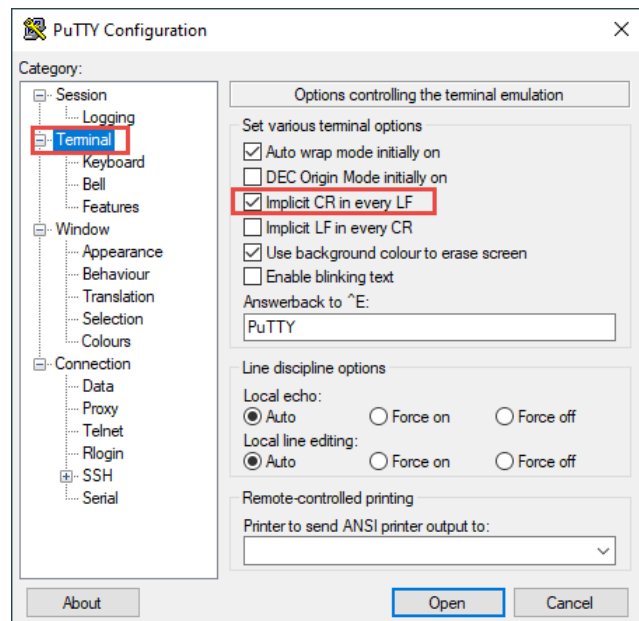 PuTTY Configuration
Category:
Session
Logging
Terminal
Keyboard
Bell
Features
Window
Appearance
Behaviour
Translation
Selection
Colours
Connection
Data
Proxy
Telnet
Rlogin
SSH
Serial
Options controlling the terminal emulation
Set various terminal options
Auto wrap mode initially on
DEC Origin Mode initially on
Implicit CR in every LF
Implicit LF in every CR
Use background colour to erase screen
Enable blinking text
Answerback to ^E:
PuTTY
Line discipline options
Local echo:
Auto Force on Force off
Local line editing:
Auto Force on Force off
Remote-controlled printing
Printer to send ANSI printer output to:
About Open Cancel